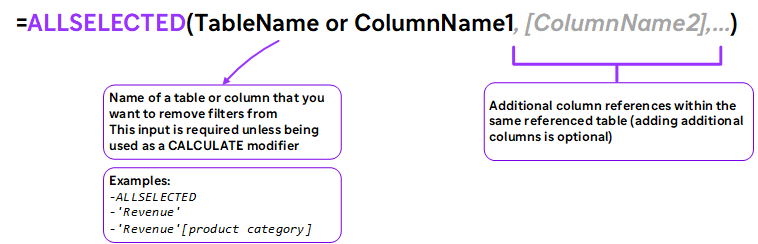 =ALLSELECTED(TableName or ColumnName1, [ColumnName2],...)
Name of a table or column that you
want to remove filters from
This input is required unless being
used as a CALCULATE modifier
Additional column references within the
same referenced table (adding additional
columns is optional)
Examples:
-ALLSELECTED
-'Revenue'
-'Revenue'[product category]